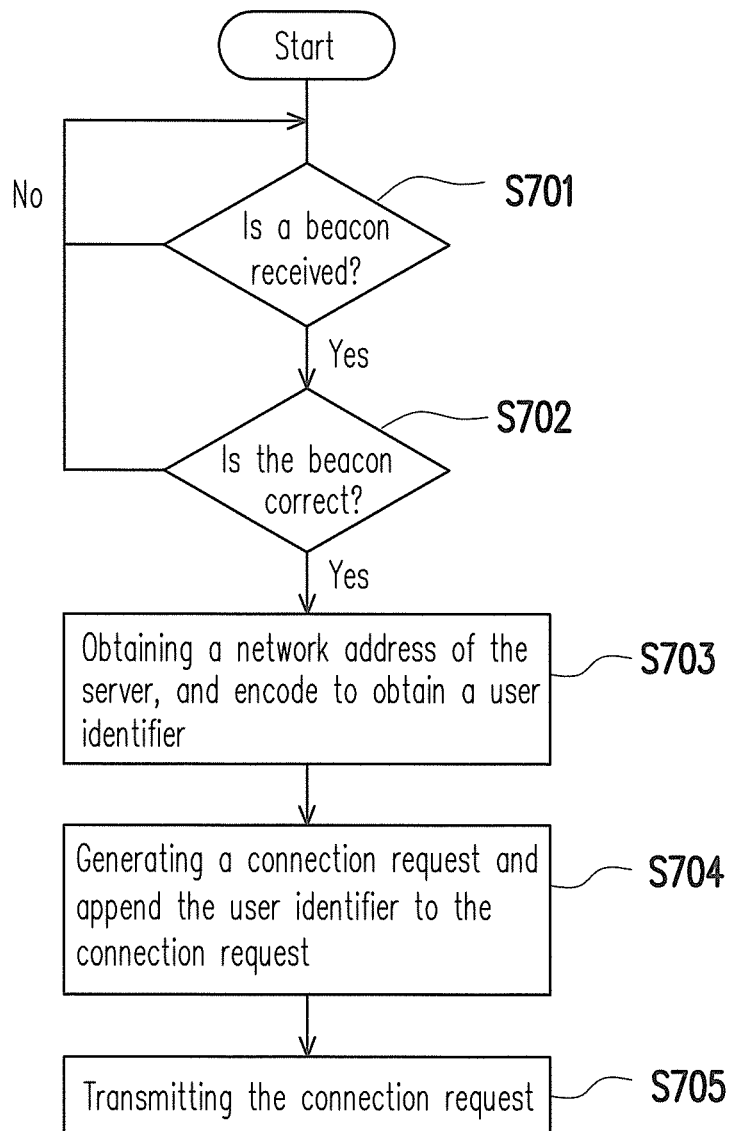 Start
No
S701
Is a beacon
received?
Yes
S702
Is the beacon
correct?
Yes
Obtaining a network address of the
server, and encode to obtain a user
identifier
S703
Generating a connection request and
append the user identifier to the
connection request
S704
Transmitting the connection request
S705